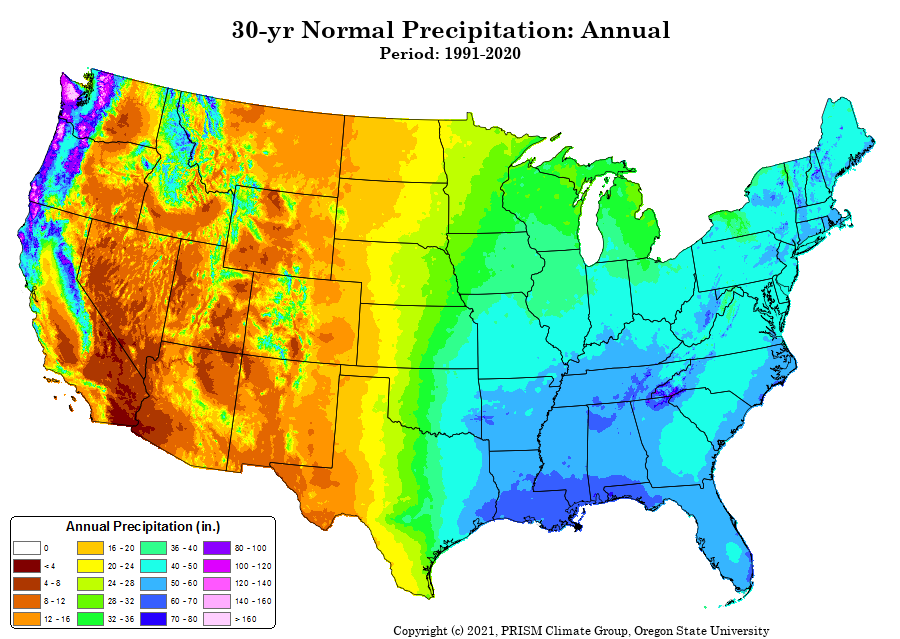 30-yr Normal Precipitation: Annual
Period: 1991-2020
Annual Precipitation (in.)
0 16 - 20 36 - 40 80 - 100
< 4 20 - 24 40 - 50 100 - 120
4 - 8 24 - 28 50 - 60 120 - 140
8 - 12 28 - 32 60 - 70 140 - 160
12 - 16 32 - 36 70 - 80 > 160
Copyright (c) 2021, PRISM Climate Group, Oregon State University